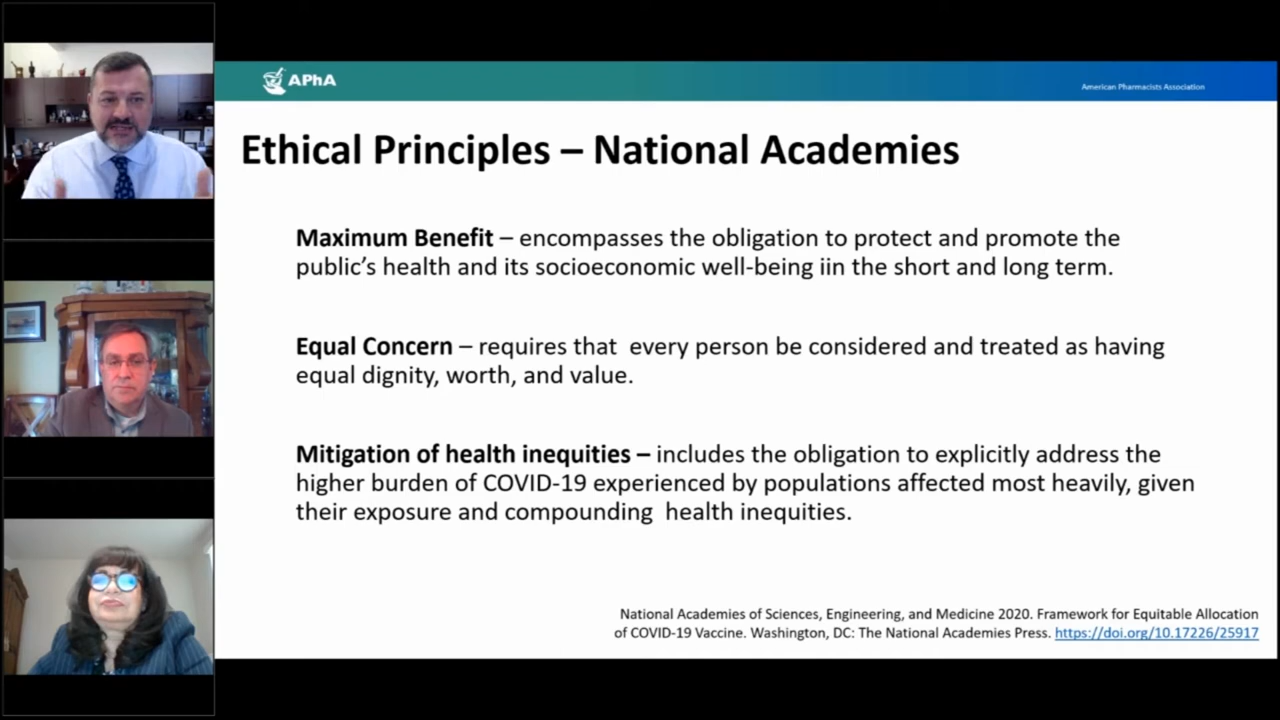 APhA
American Pharmacists Association
Ethical Principles – National Academies
Maximum Benefit – encompasses the obligation to protect and promote the
public's health and its socioeconomic well-being iin the short and long term.
Equal Concern – requires that  every person be considered and treated as having
equal dignity, worth, and value.
Mitigation of health inequities – includes the obligation to explicitly address the
higher burden of COVID-19 experienced by populations affected most heavily, given
their exposure and compounding  health inequities.
National Academies of Sciences, Engineering, and Medicine 2020. Framework for Equitable Allocation
of COVID-19 Vaccine. Washington, DC: The National Academies Press. https://doi.org/10.17226/25917